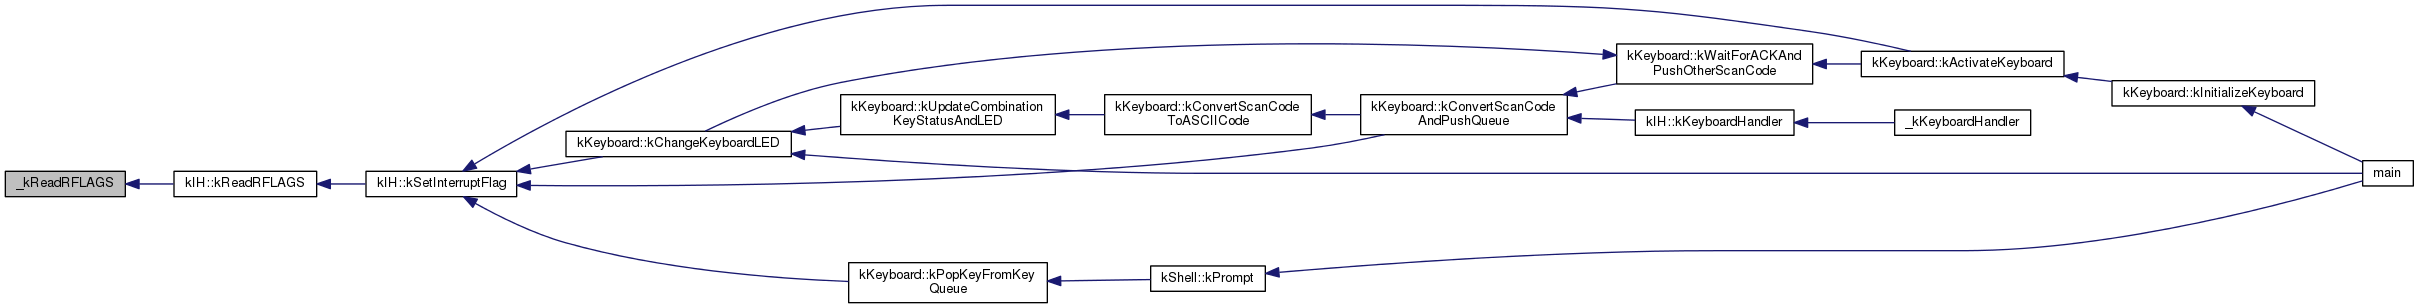 _kReadRFLAGS
kIH::kReadRFLAGS
kIH::kSetInterruptFlag
kKeyboard::kChangeKeyboardLED
kKeyboard::kUpdateCombination
KeyStatusAndLED
kKeyboard::kConvertScanCode
ToASCIICode
kKeyboard::kConvertScanCode
AndPushQueue
kKeyboard::kWaitForACKAnd
PushOtherScanCode
kKeyboard::kActivateKeyboard
kKeyboard::kInitializeKeyboard
kIH::kKeyboardHandler
_kKeyboardHandler
main
kKeyboard::kPopKeyFromKey
Queue
kShell::kPrompt